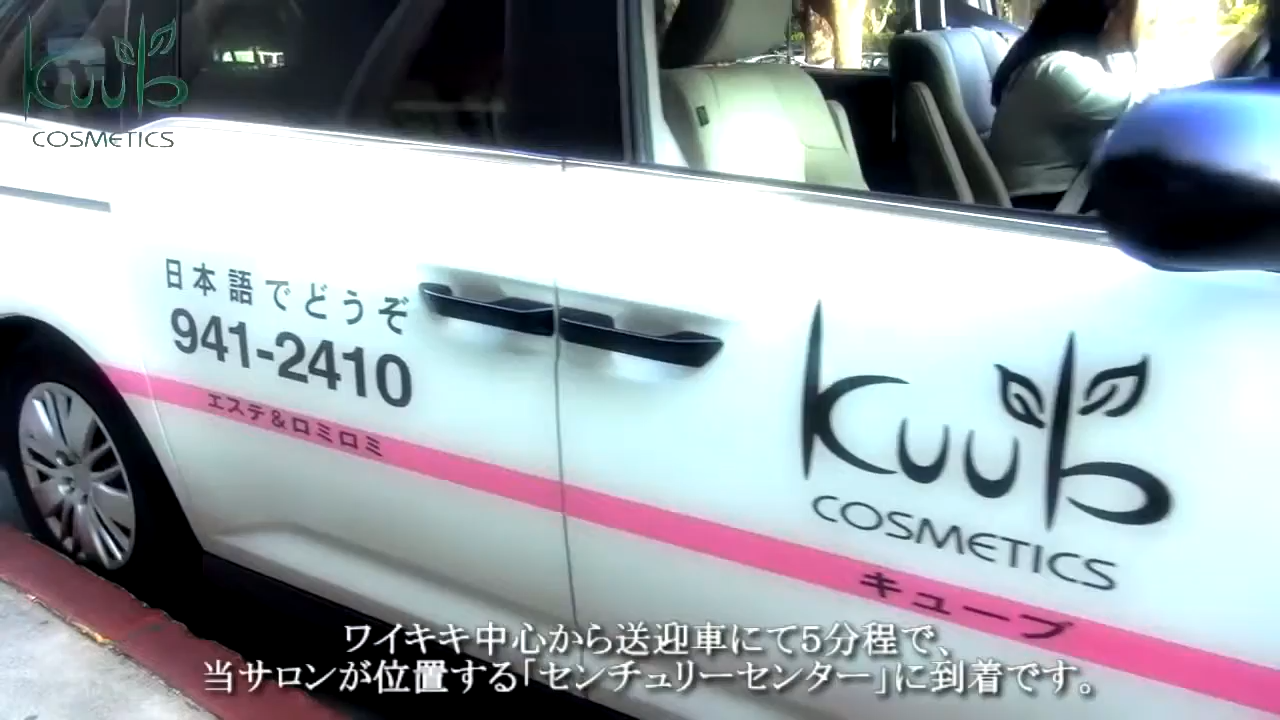 Kuub
COSMETICS
日本語でどうぞ
941-2410
エステ&ロミロミ
Kuub
COSMETICS
キューブ
ワイキキ中心から送迎車にて5分程で、
当サロンが位置する「センチュリーセンター」に到着です。